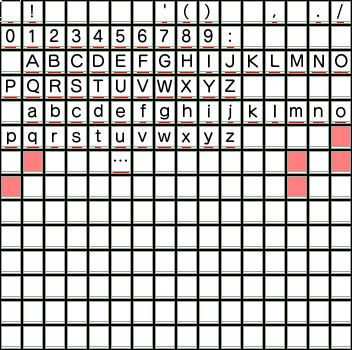 ! ' ( ) , . /
0 1 2 3 4 5 6 7 8 9 :
A B C D E F G H I J K L M N O
P Q R S T U V W X Y Z
a b c d e f g h i j k l m n o
p q r s t u v w x y z
…